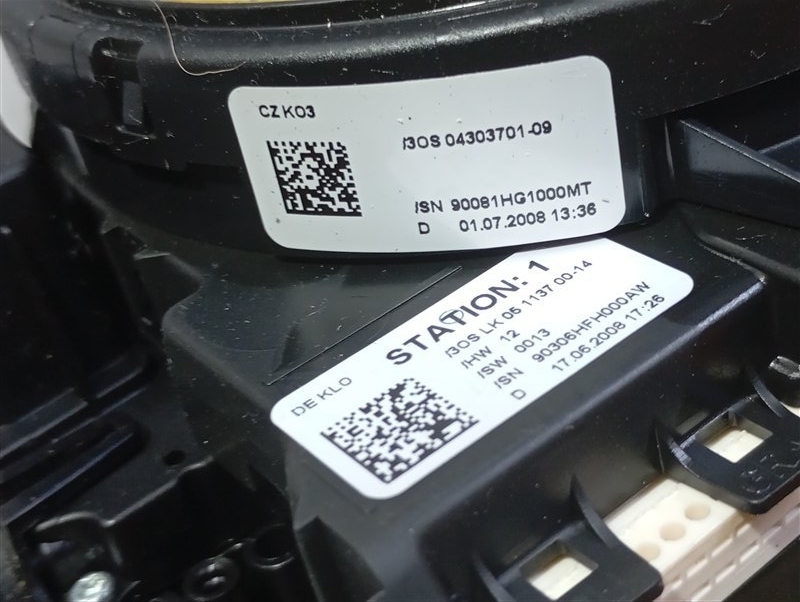 CZ K03
/3OS 04303701-09
/SN 90081HG1000MT
D 01.07.2008 13:36
STATION: 1
/3OS LK 05 1137 00-14
/HW 12
/SW 0013
/SN 90306HFH000AW
D 17.06.2008 17:26
DE KLO